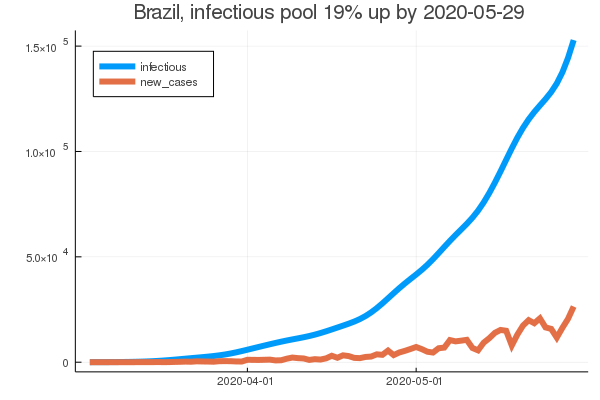 Brazil, infectious pool 19% up by 2020-05-29
1.5×10 5
infectious
new_cases
1.0×10 5
5.0×10 4
0
2020-04-01 2020-05-01